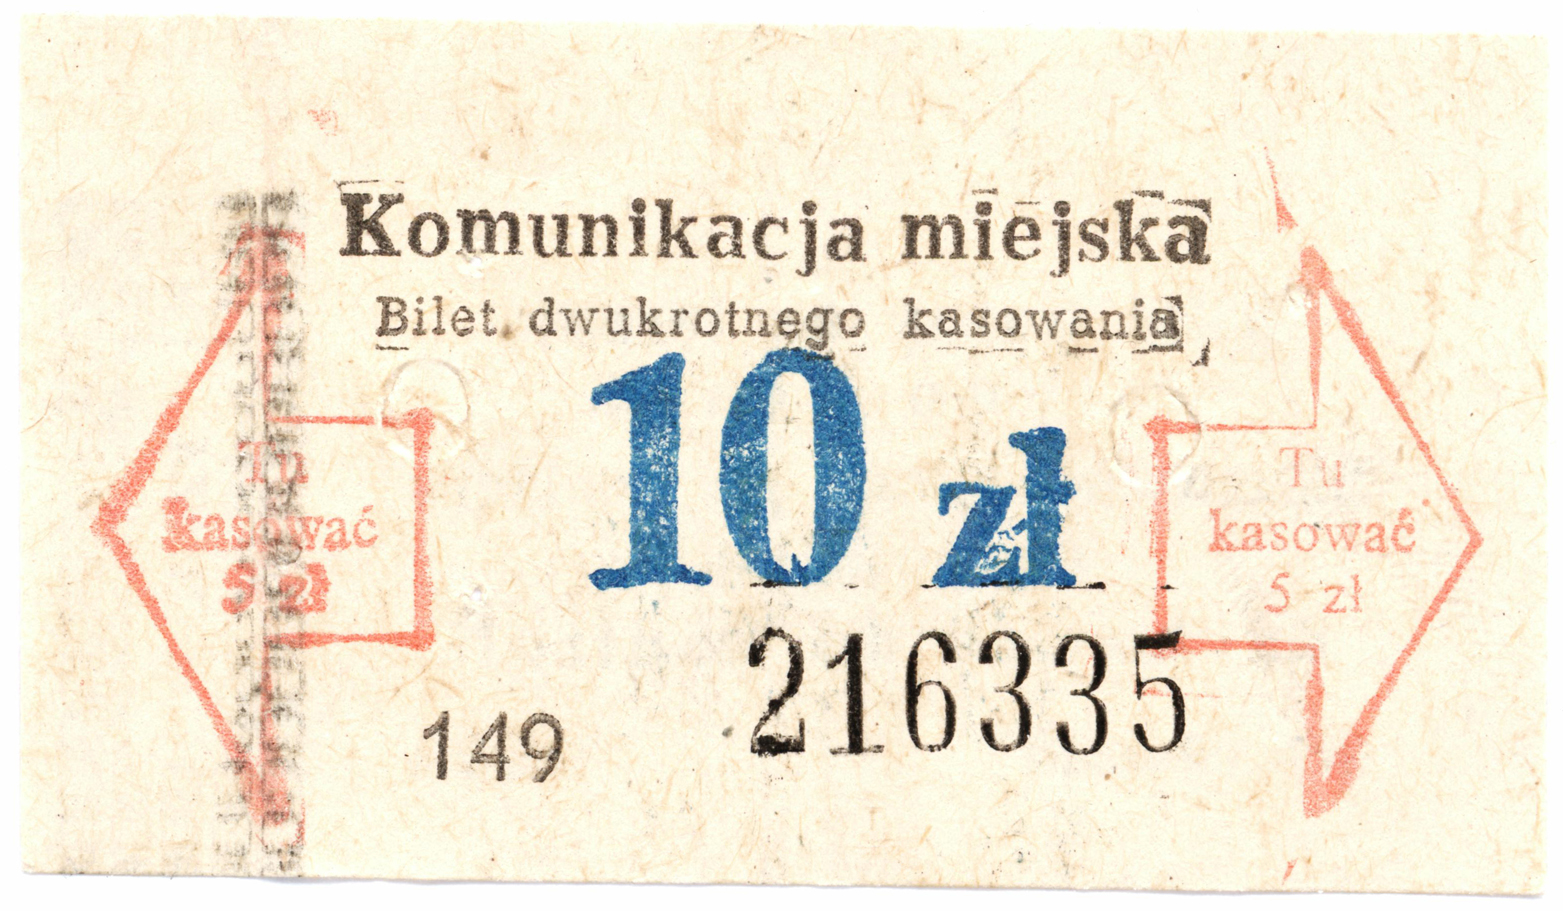 Komunikacja miejska
Bilet dwukrotnego kasowania
10 zł
Tu
kasować
5 zł
Tu
kasować
5 zł
149
216335